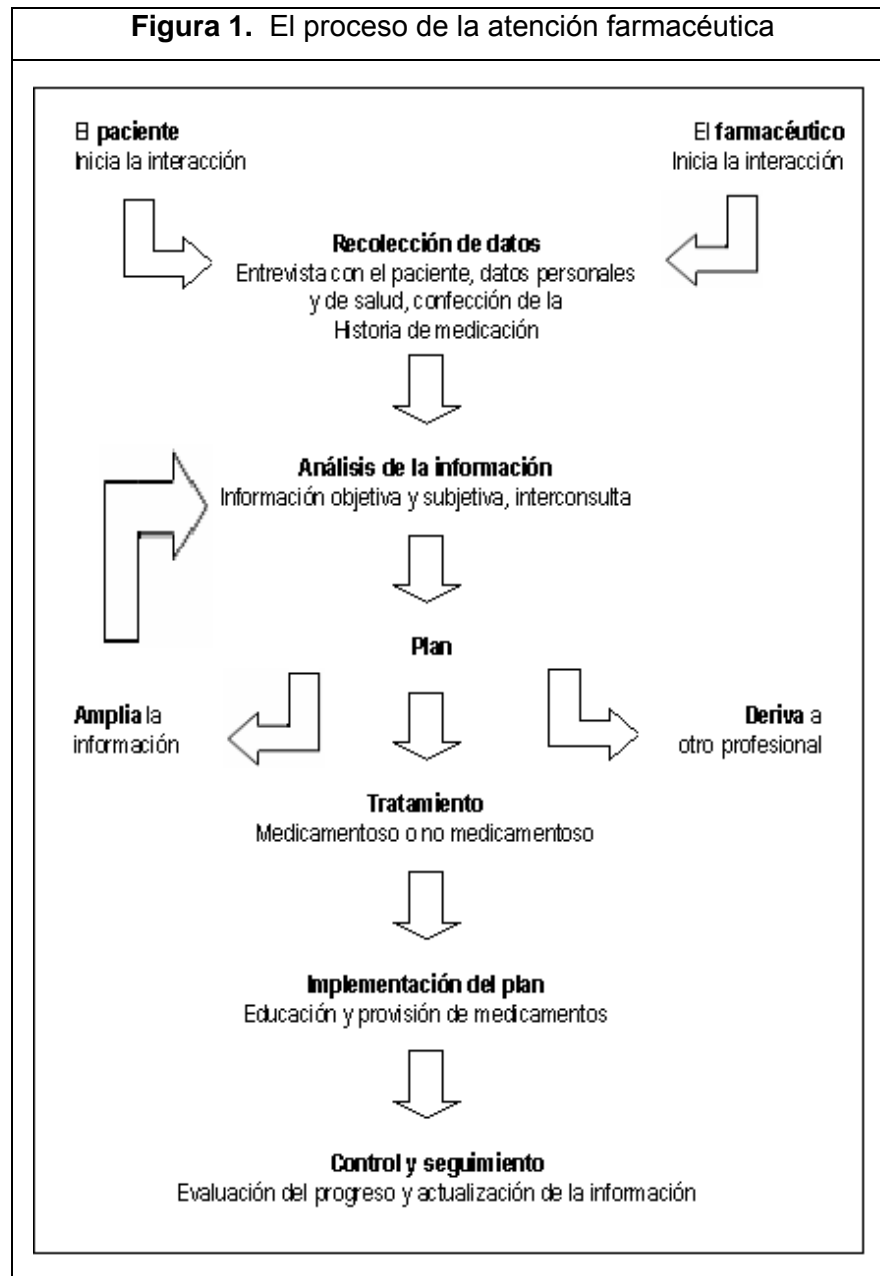 Figura 1. El proceso de la atención farmacéutica
El paciente
Inicia la interacción
El farmacéutico
Inicia la interacción
Recolección de datos
Entrevista con el paciente, datos personales
y de salud, confección de la
Historia de medicación
Análisis de la información
Información objetiva y subjetiva, interconsulta
Plan
Amplia la
información
Deriva a
otro profesional
Tratamiento
Medicamentoso o no medicamentoso
Implementación del plan
Educación y provisión de medicamentos
Control y seguimiento
Evaluación del progreso y actualización de la información